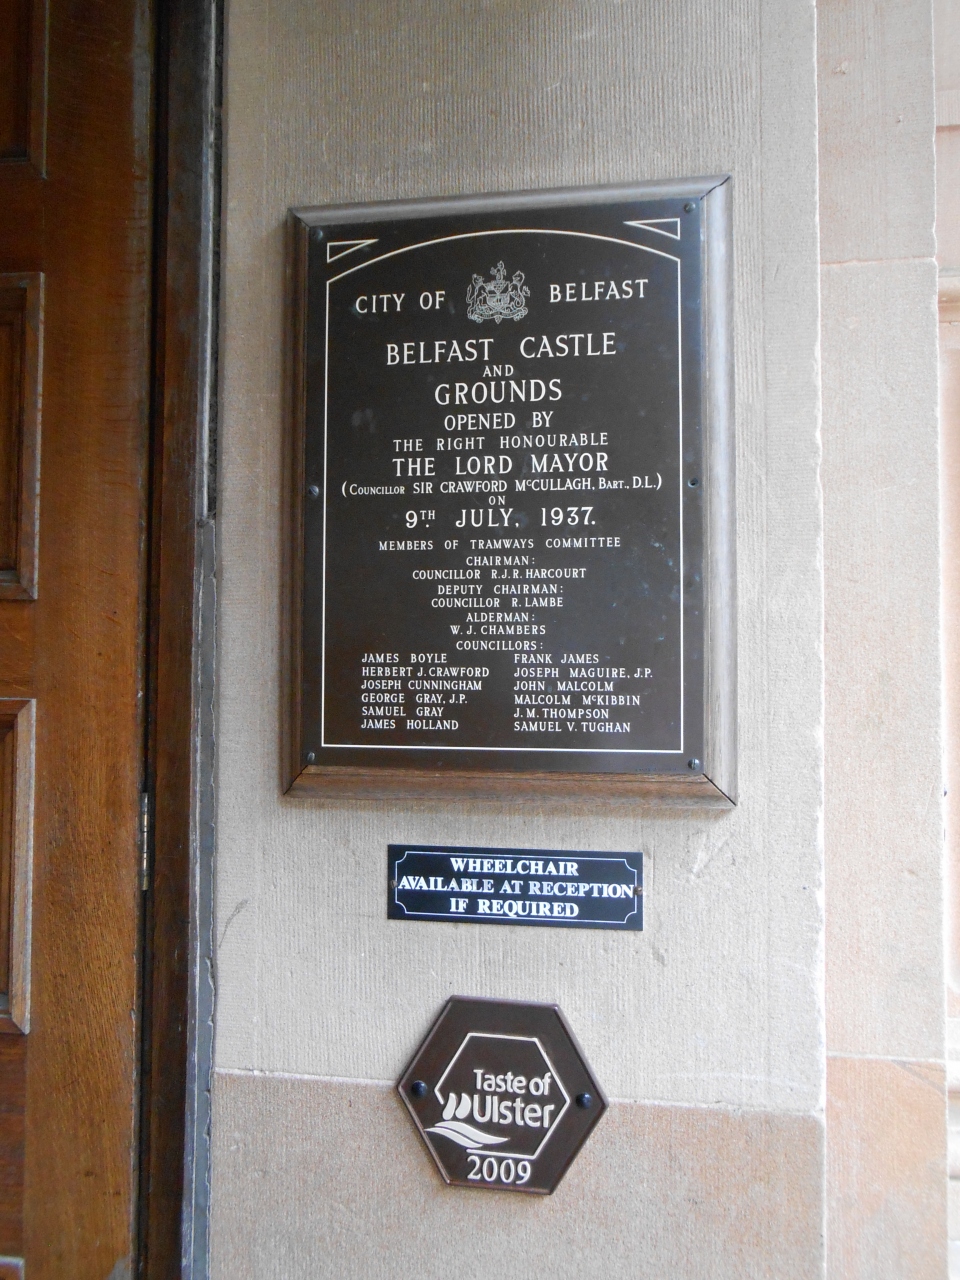 CITY OF BELFAST
BELFAST CASTLE
AND
GROUNDS
OPENED BY
THE RIGHT HONOURABLE
THE LORD MAYOR
(COUNCILLOR SIR CRAWFORD McCULLAGH, BART., D.L.)
ON
9TH. JULY, 1937.
MEMBERS OF TRAMWAYS COMMITTEE
CHAIRMAN:
COUNCILLOR R.J.R. HARCOURT
DEPUTY CHAIRMAN:
COUNCILLOR R. LAMBE
ALDERMAN:
W. J. CHAMBERS
COUNCILLORS:
JAMES BOYLE FRANK JAMES
HERBERT J. CRAWFORD JOSEPH MAGUIRE, J.P.
JOSEPH CUNNINGHAM JOHN MALCOLM
GEORGE GRAY, J.P. MALCOLM McKIBBIN
SAMUEL GRAY J. M. THOMPSON
JAMES HOLLAND SAMUEL V. TUGHAN
WHEELCHAIR
AVAILABLE AT RECEPTION
IF REQUIRED
Taste of
Ulster
2009